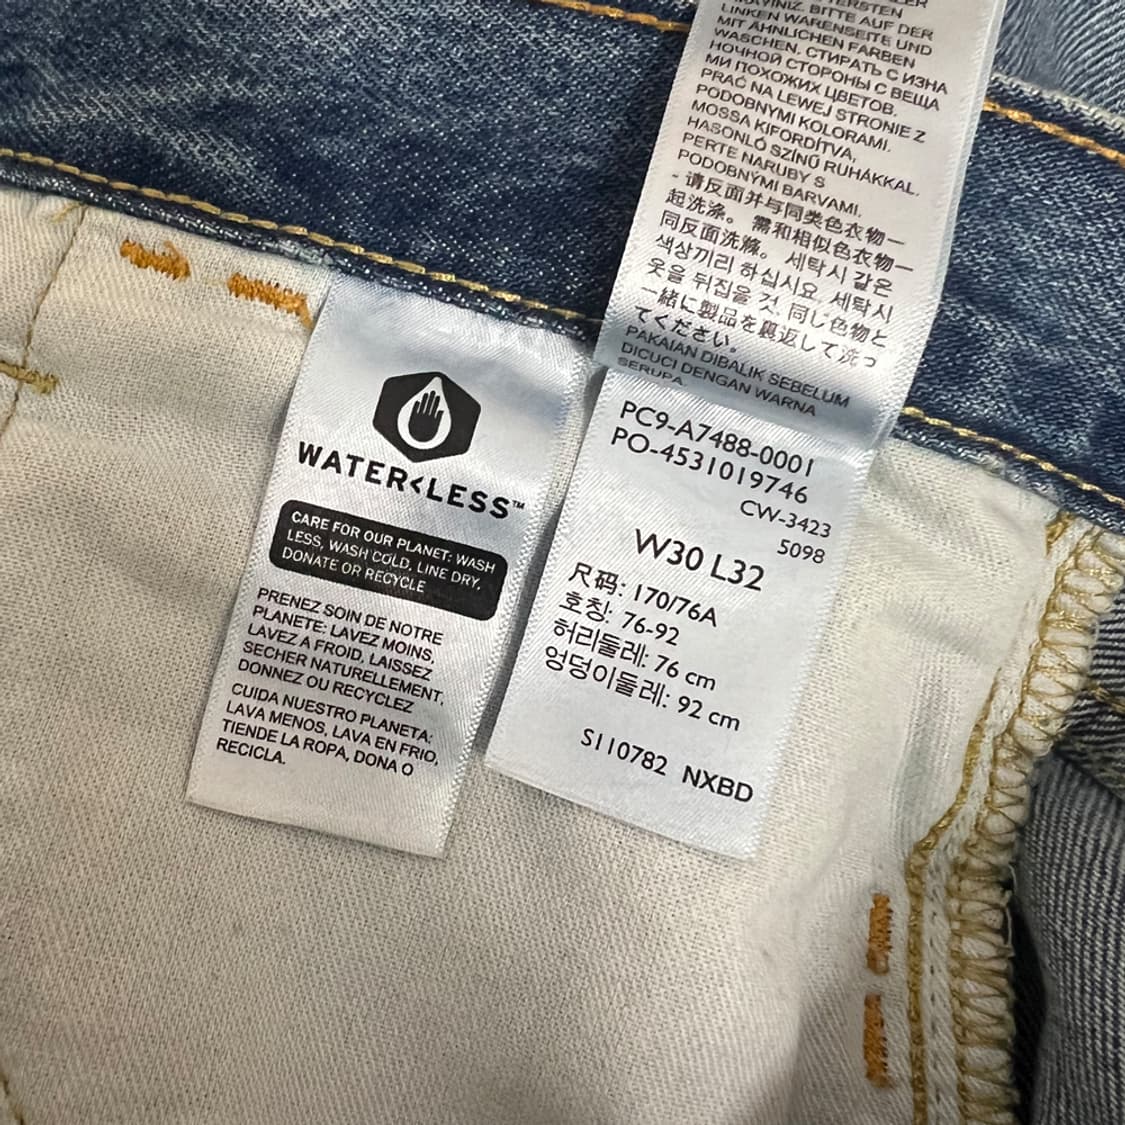 LINKEN WARENSEITE UND
MIT ÄHNLICHEN FARBEN
WASCHEN. СТИРАТЬ С ИЗНА
НОЧНОЙ СТОРОНЫ С ВЕЩА
МИ ПОХОЖИХ ЦВЕТОВ.
PRAĆ NA LEWEJ STRONIE Z
PODOBNYMI KOLORAMI.
MOSSA KIFORDÍTVA,
HASONLÓ SZÍNŰ RUHÁKKAL.
PERTE NARUBY S
PODOBNÝMI BARVAMI.
- 请反面并与同类色衣物一
起洗涤。 需和相似色衣物一
同反面洗滌。 세탁시 같은
색상끼리 하십시요. 세탁시
옷을 뒤집을 것. 同じ色物と
一緒に製品を裏返して洗っ
てください。
PAKAIAN DIBALIK SEBELUM
DICUCI DENGAN WARNA
SERUPA.
PC9-A7488-0001
PO-4531019746
CW-3423
5098
W30 L32
尺码: 170/76A
호칭: 76-92
허리둘레: 76 cm
엉덩이둘레: 92 cm
S110782 NXBD
WATER<LESS™
CARE FOR OUR PLANET: WASH
LESS, WASH COLD, LINE DRY,
DONATE OR RECYCLE
PRENEZ SOIN DE NOTRE
PLANETE: LAVEZ MOINS,
LAVEZ A FROID, LAISSEZ
SECHER NATURELLEMENT,
DONNEZ OU RECYCLEZ
CUIDA NUESTRO PLANETA:
LAVA MENOS, LAVA EN FRIO,
TIENDE LA ROPA, DONA O
RECICLA.